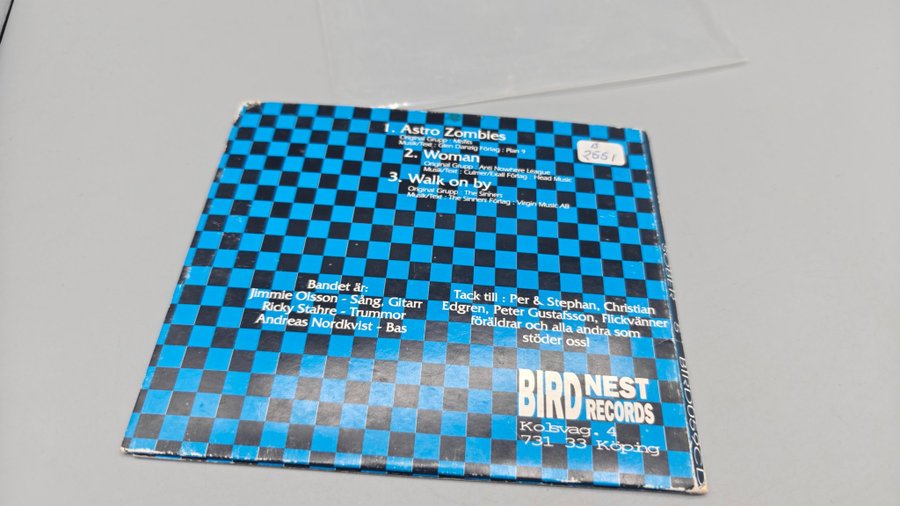 1. Astro Zombies
Original Grupp : Misfits
Musik/Text : Glen Danzig Förlag : Plan 9
2. Woman
Original Grupp : Anti Nowhere League
Musik/Text : Culmer/Exall Förlag : Head Music
3. Walk on by
Original Grupp : The Sinners
Musik/Text : The Sinners Förlag : Virgin Music AB
B
2551
Bandet är:
Jimmie Olsson - Sång, Gitarr
Ricky Stahre - Trummor
Andreas Nordkvist - Bas
Tack till : Per & Stephan, Christian
Edgren, Peter Gustafsson, Flickvänner
föräldrar och alla andra som
stöder oss!
BIRD NEST
RECORDS
Kolsvag. 4
731 33 Köping